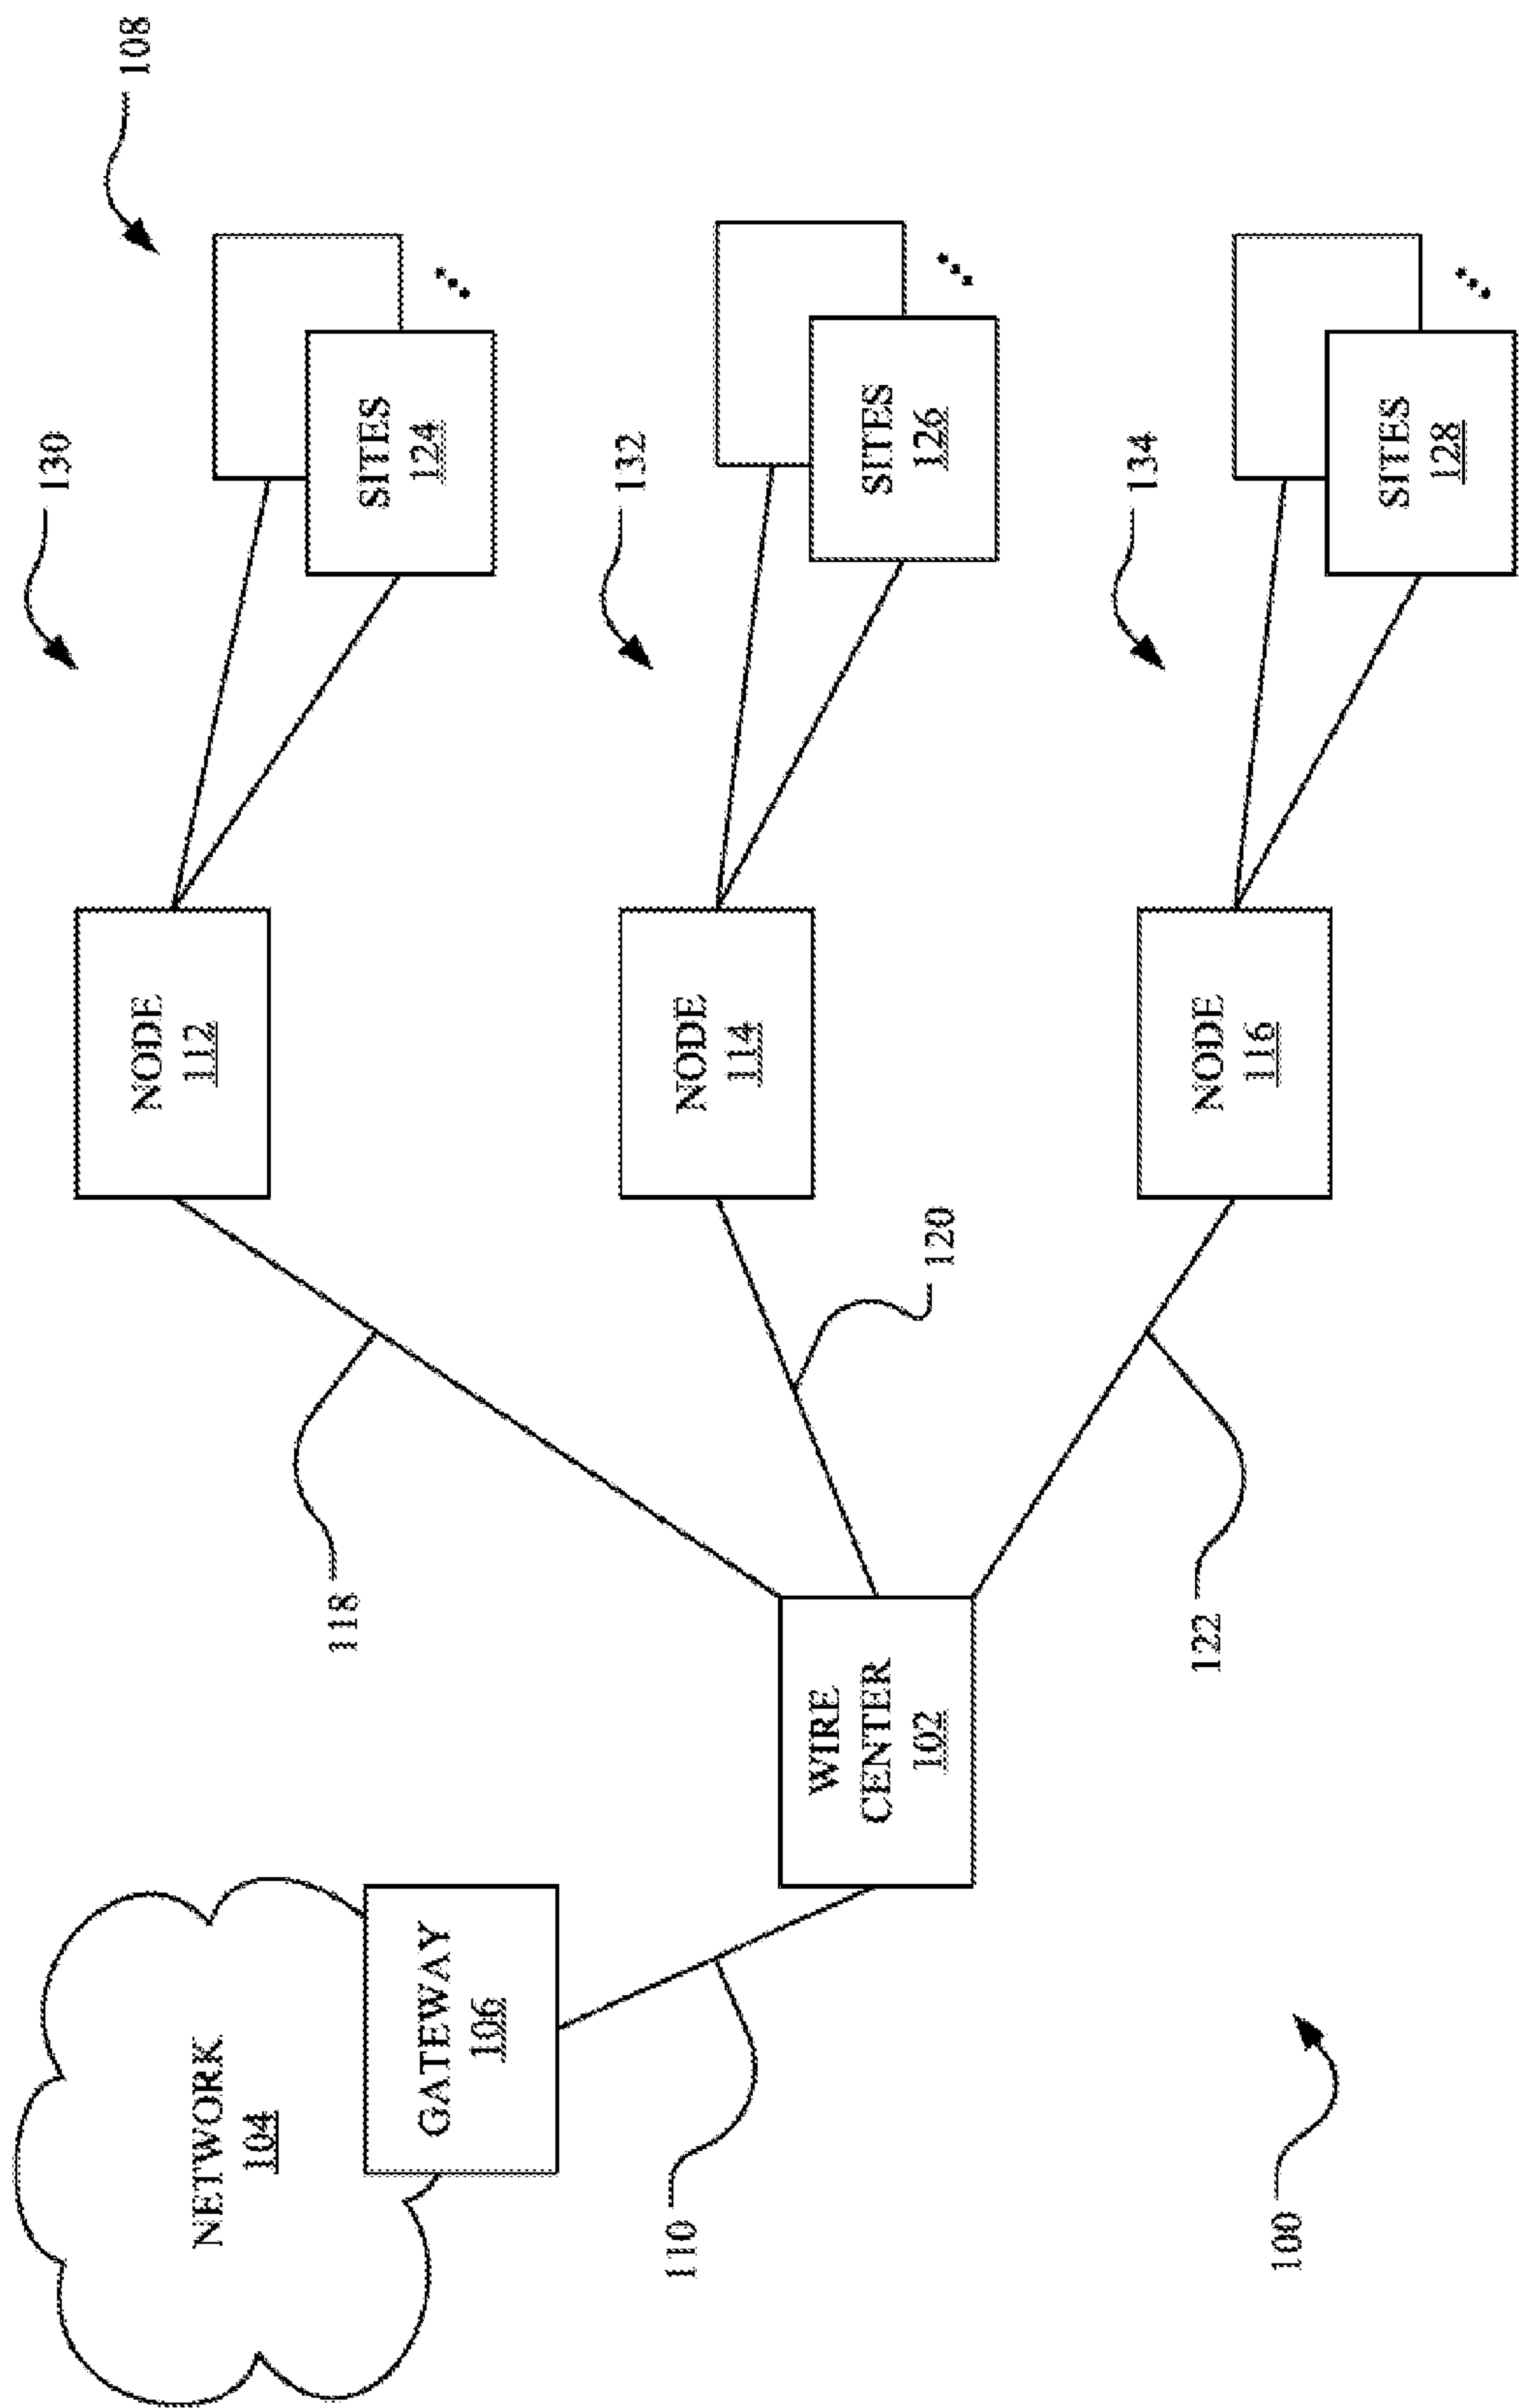 108
130
132
134
SITES
124
SITES
126
SITES
128
NODE
112
NODE
114
NODE
116
118
120
122
WIRE
CENTER
102
NETWORK
104
GATEWAY
106
110
100